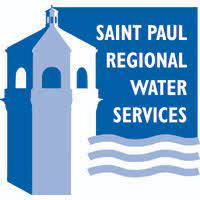 SAINT PAUL
REGIONAL
WATER
SERVICES